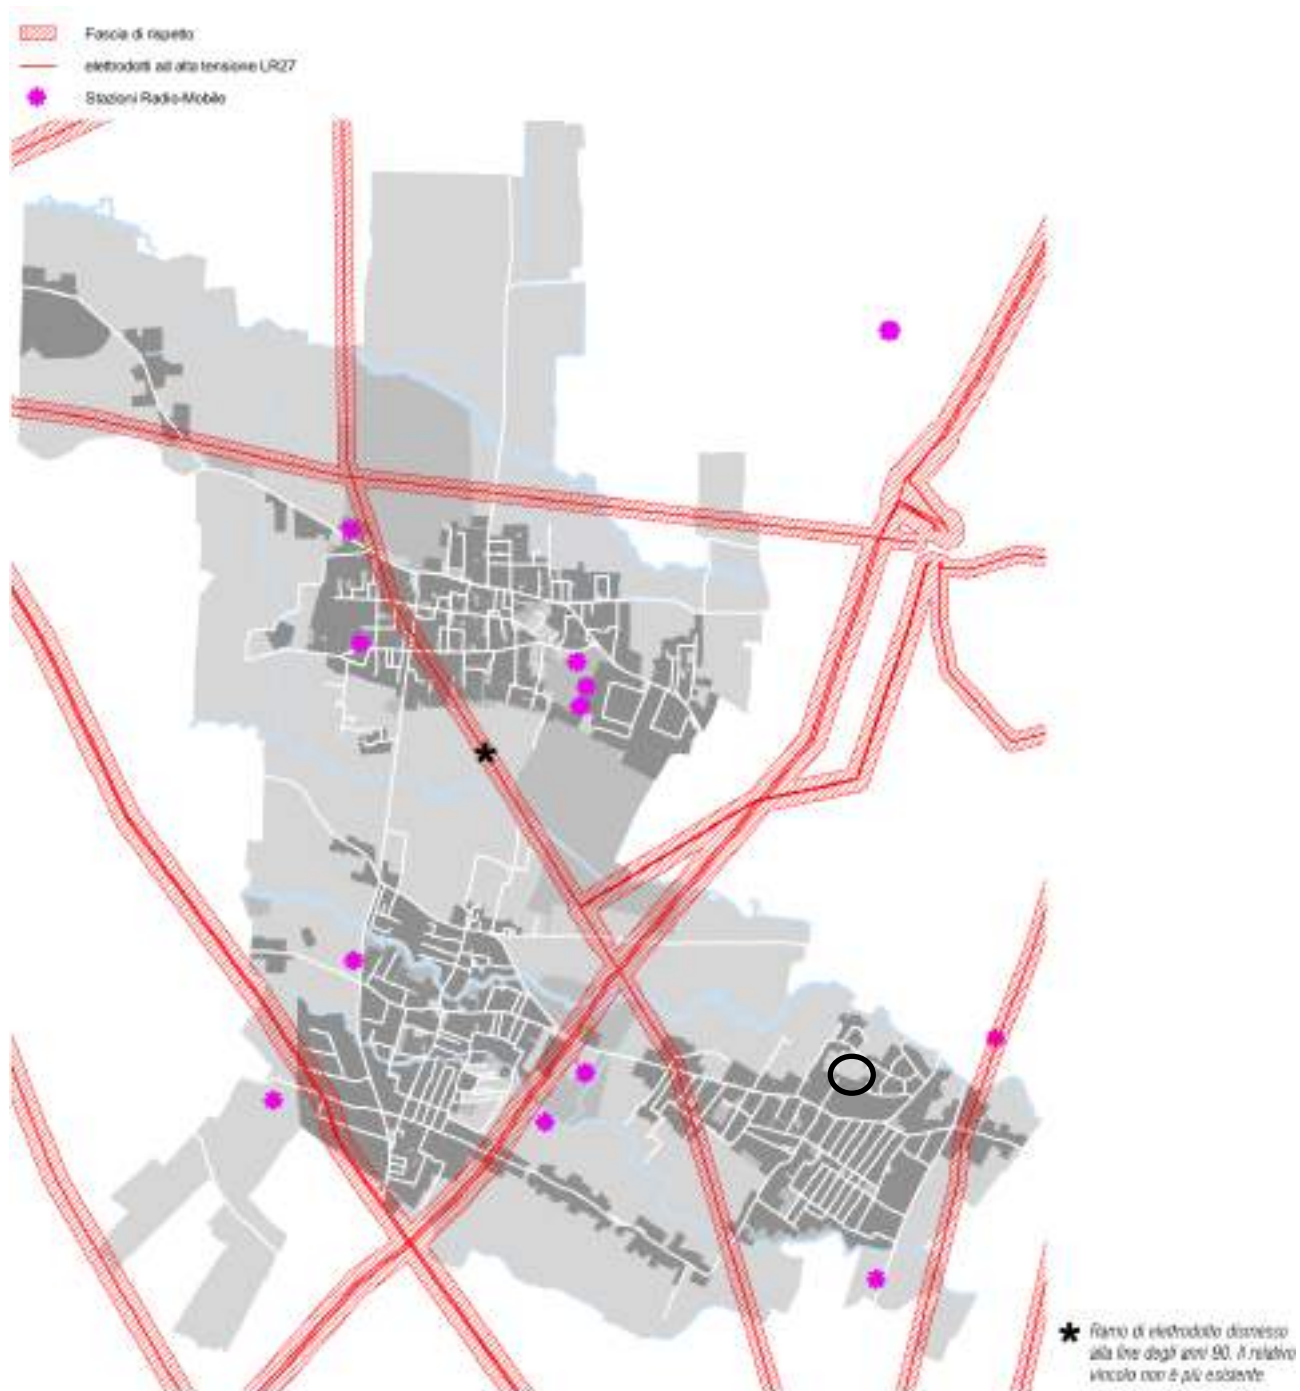 Fascia di rispetto
elettrodotti ad alta tensione LR27
Stazioni Radio-Mobile
Ramo di elettrodotto dismesso
alla fine degli anni 90. Il relativo
vincolo non è più esistente